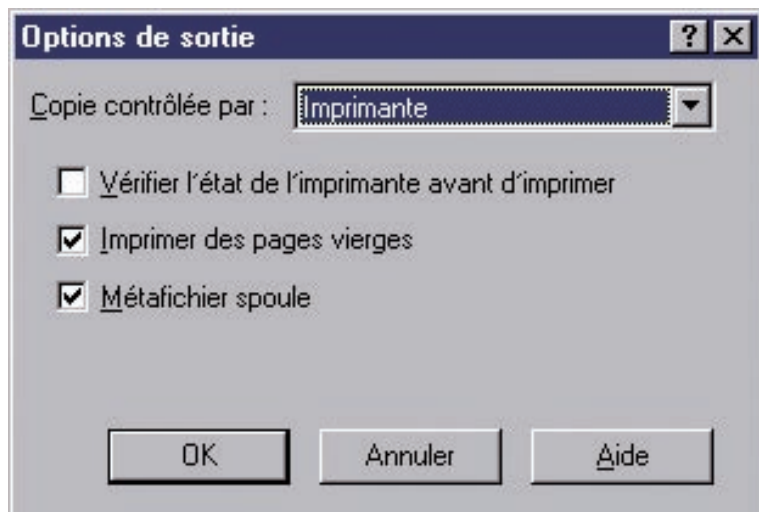 Options de sortie
Copie contrôlée par : Imprimante
Vérifier l'état de l'imprimante avant d'imprimer
Imprimer des pages vierges
Métafichier spoule
OK Annuler Aide